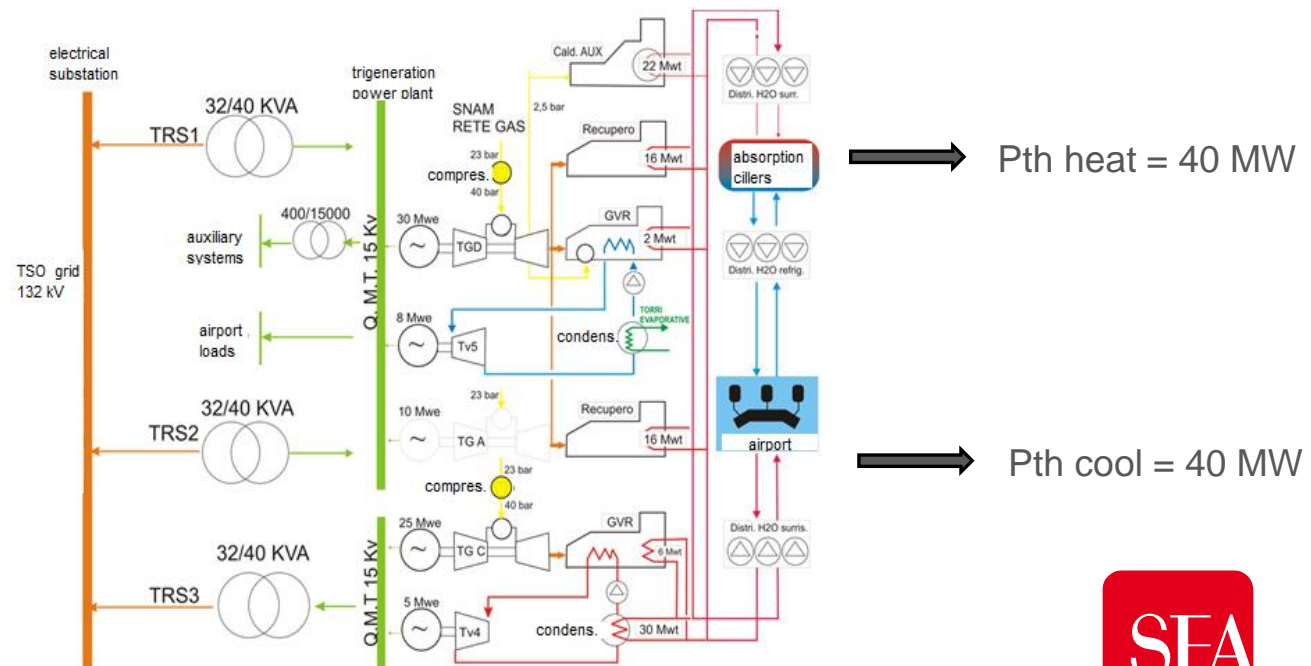 electrical
substation
TSO grid
132 kV
32/40 KVA
TRS1
400/15000
auxiliary
systems
airport
loads
32/40 KVA
TRS2
32/40 KVA
TRS3
trigeneration
power plant
Q. M.T. 15 Kv
Q.M.T 15 Kv
SNAM
RETE GAS
23 bar
compres.
40 bar
2,5 bar
Cald. AUX
22 Mwt
Recupero
16 Mwt
30 Mwe
~
TGD
GVR
2 Mwt
8 Mwe
~
Tv5
condens.
TORRI
EVAPORATIVE
10 Mwe
~
TG A
23 bar
Recupero
16 Mwt
23 bar
compres.
40 bar
25 Mwe
~
TG C
GVR
6 Mwt
5 Mwe
~
Tv4
condens.
30 Mwt
Distri. H2O surr.
absorption
cillers
Distri. H2O refrig.
airport
Distri. H2O surris.
Pth heat = 40 MW
Pth cool = 40 MW
SEA